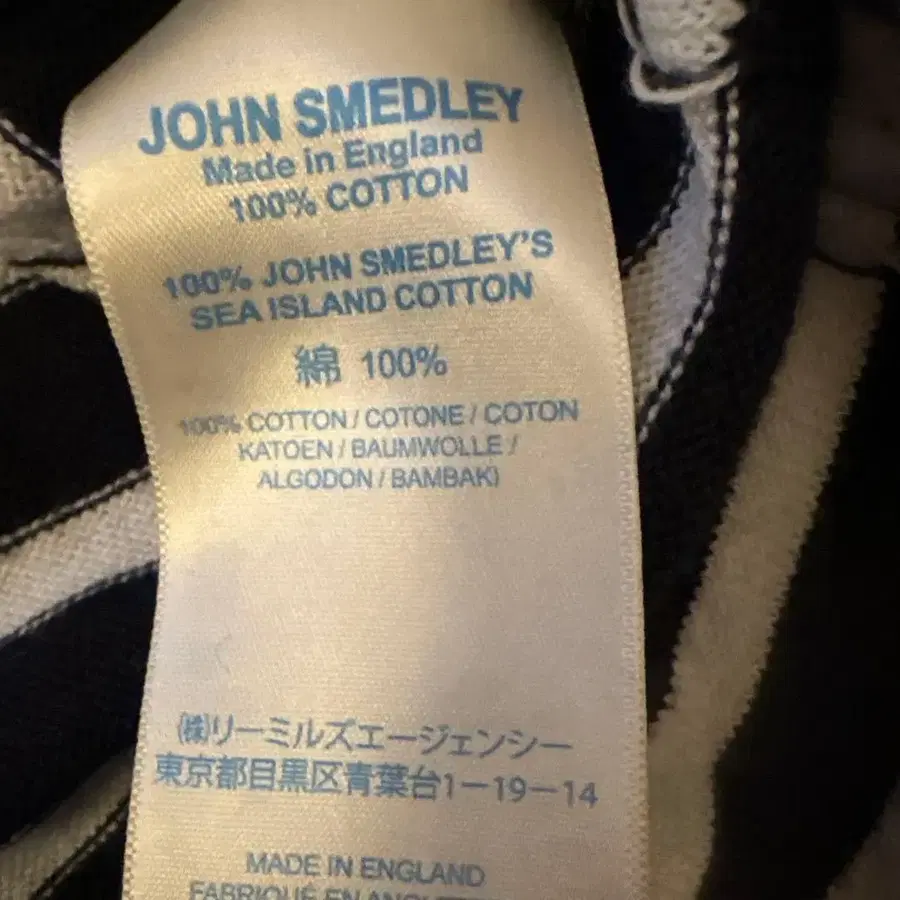 JOHN SMEDLEY
Made in England
100% COTTON
100% JOHN SMEDLEY'S
SEA ISLAND COTTON
綿 100%
100% COTTON / COTONE / COTON
KATOEN / BAUMWOLLE /
ALGODON / BAMBAKI
(株)リーミルズエージェンシー
東京都目黒区青葉台1-19-14
MADE IN ENGLAND
FABRIQUÉ EN